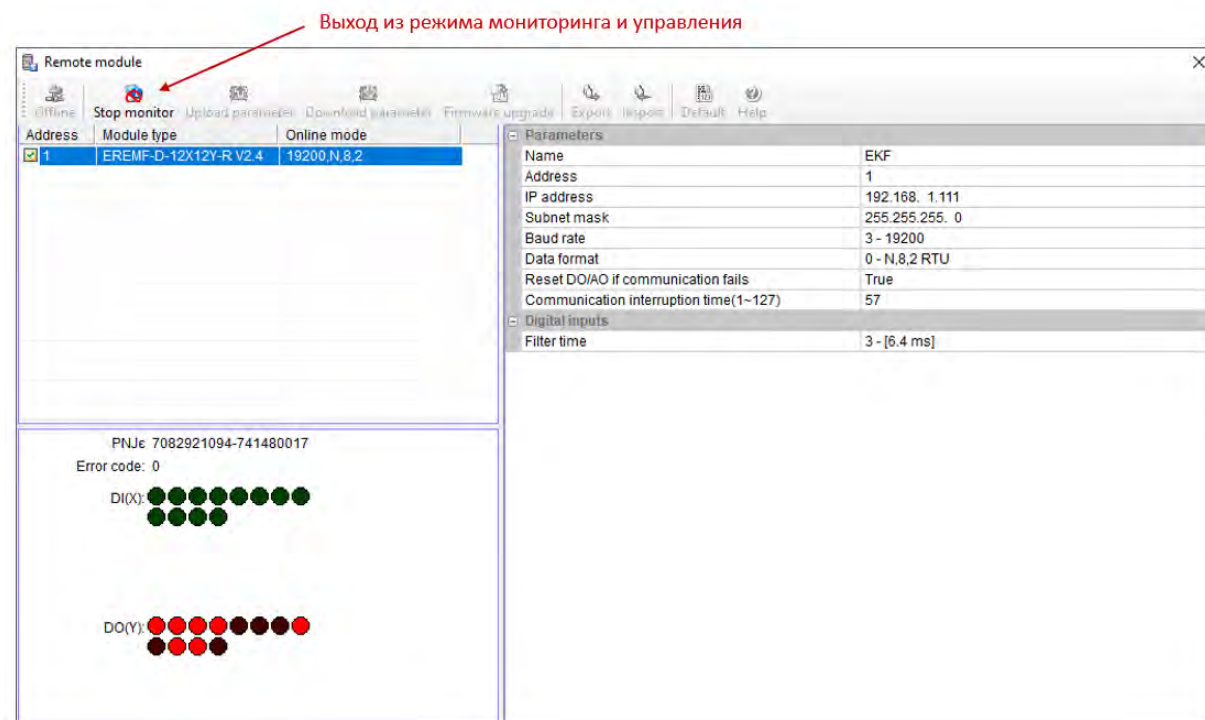 Выход из режима мониторинга и управления
Remote module
Offline Stop monitor Upload parameter Download parameter Firmware upgrade Export Import Default Help
Address Module type Online mode
1 EREMF-D-12X12Y-R V2.4 19200,N,8,2
Parameters
Name EKF
Address 1
IP address 192.168. 1.111
Subnet mask 255.255.255. 0
Baud rate 3 - 19200
Data format 0 - N,8,2 RTU
Reset DO/AO if communication fails True
Communication interruption time(1~127) 57
Digital inputs
Filter time 3 - [6.4 ms]
PNJє 7082921094-741480017
Error code: 0
DI(X):
DO(Y):